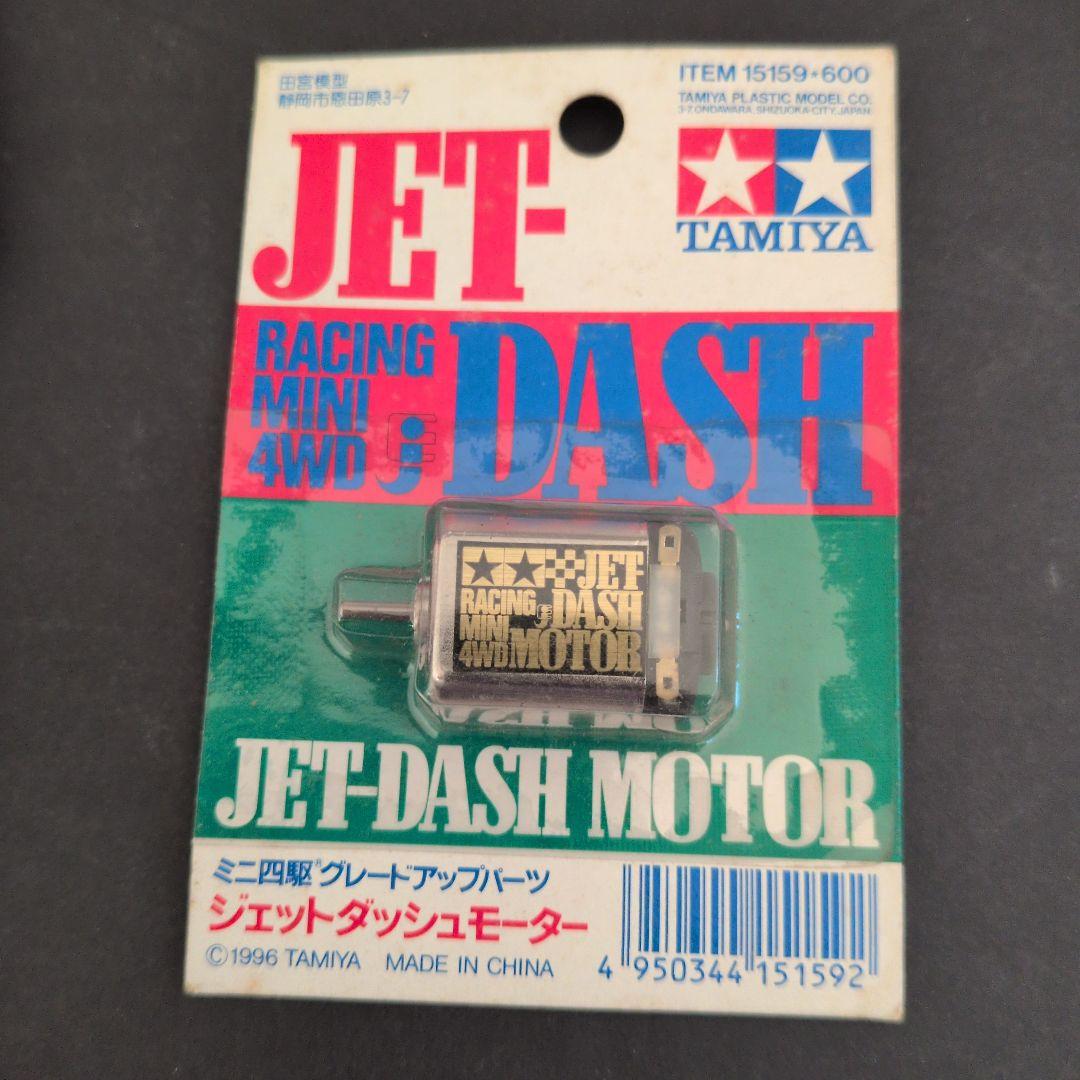 田宮模型
静岡市恩田原3-7
ITEM 15159★600
TAMIYA PLASTIC MODEL CO.
3-7, ONDAWARA, SHIZUOKA-CITY, JAPAN
TAMIYA
JET-
DASH
RACING
MINI
4WD
JET-
DASH
MOTOR
RACING
MINI
4WD
JET-DASH MOTOR
ミニ四駆®グレードアップパーツ
ジェットダッシュモーター
©1996 TAMIYA MADE IN CHINA
4 950344 151592